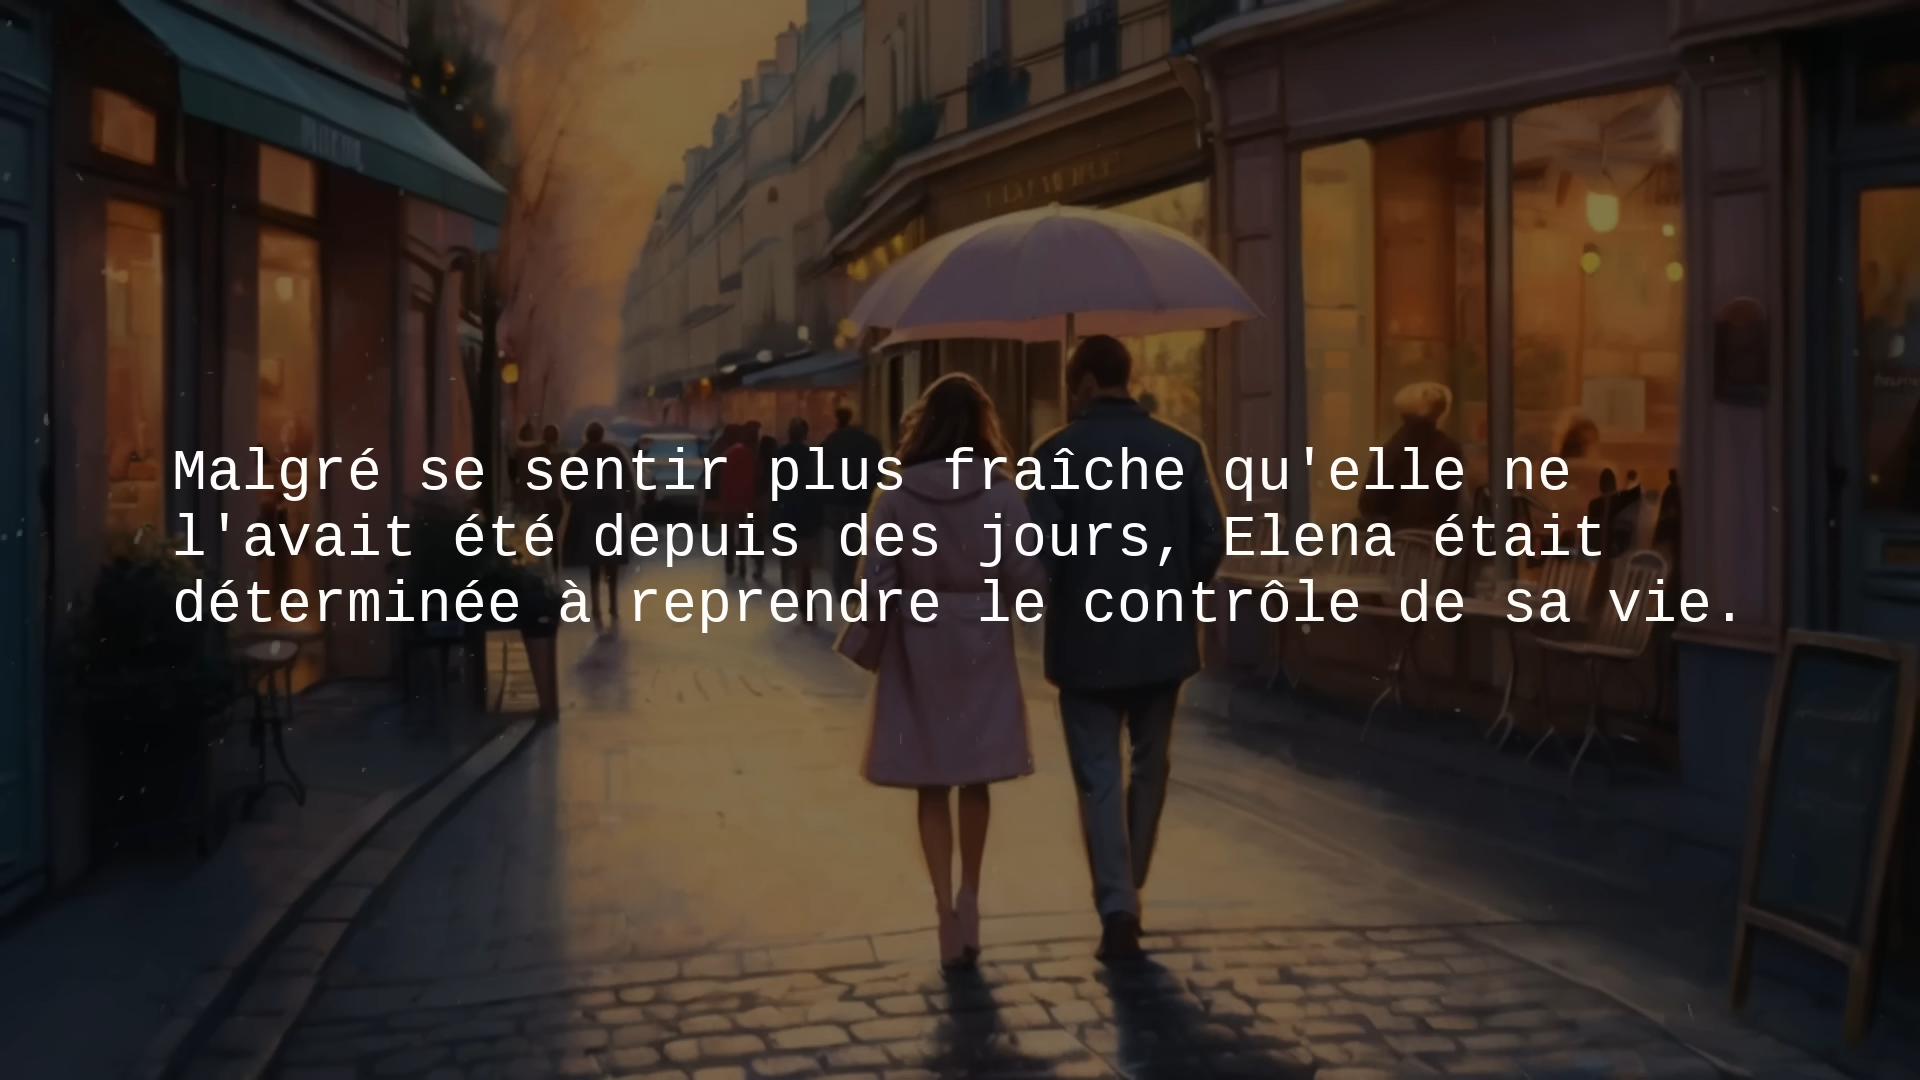 Malgré se sentir plus fraîche qu'elle ne
l'avait été depuis des jours, Elena était
déterminée à reprendre le contrôle de sa vie.